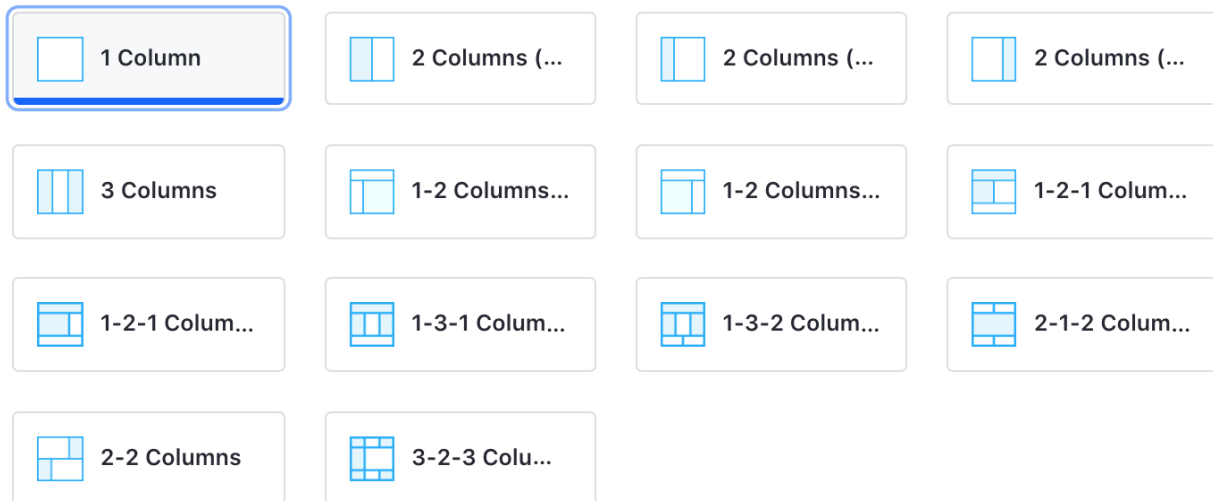 1 Column
2 Columns (...
2 Columns (...
2 Columns (...
3 Columns
1-2 Columns...
1-2 Columns...
1-2-1 Colum...
1-2-1 Colum...
1-3-1 Colum...
1-3-2 Colum...
2-1-2 Colum...
2-2 Columns
3-2-3 Colu...